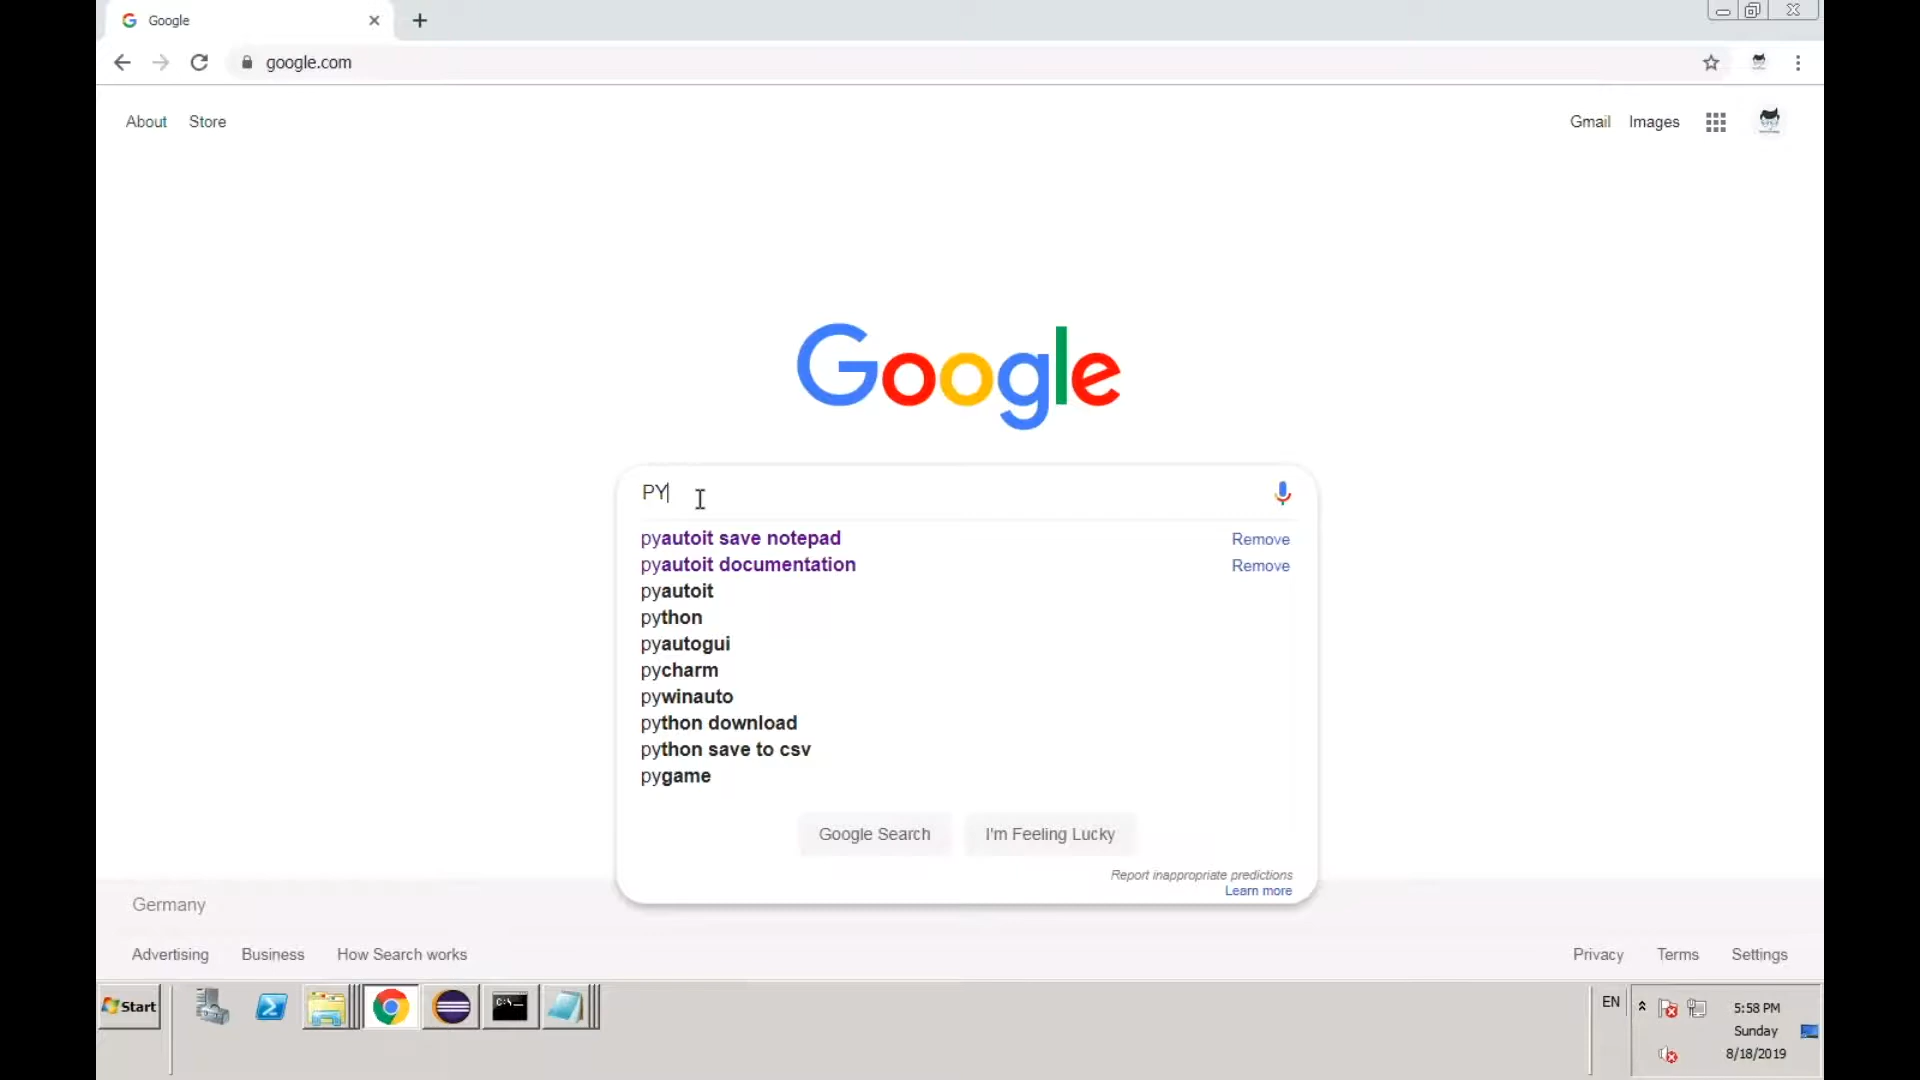 Google
google.com
About Store
Gmail Images
Google
PY
pyautoit save notepad Remove
pyautoit documentation Remove
pyautoit
python
pyautogui
pycharm
pywinauto
python download
python save to csv
pygame
Google Search I'm Feeling Lucky
Report inappropriate predictions
Learn more
Germany
Advertising Business How Search works
Privacy Terms Settings
Start
C:\.
EN
5:58 PM
Sunday
8/18/2019